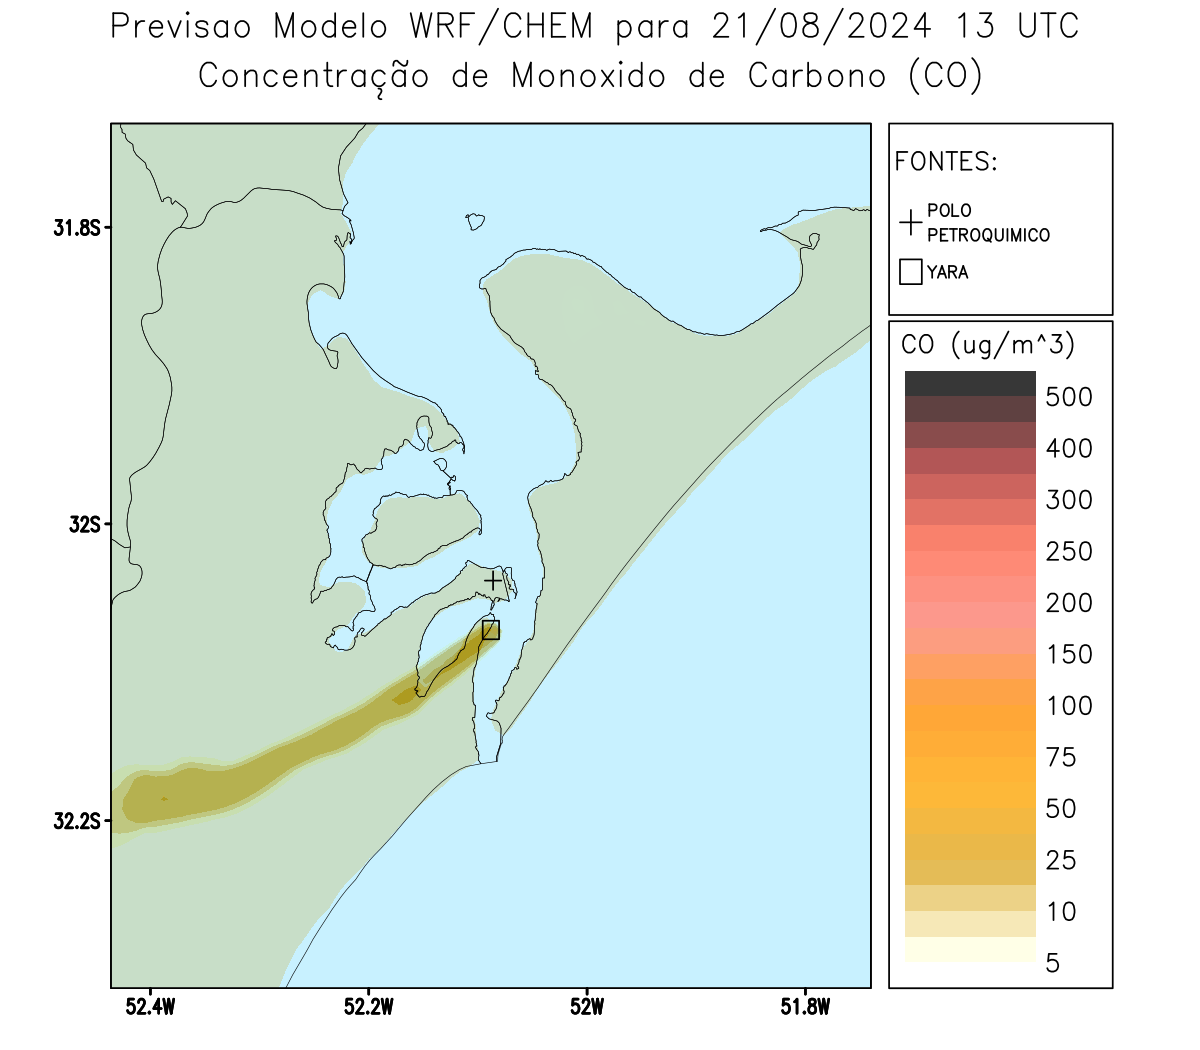 Previsao Modelo WRF/CHEM para 21/08/2024 13 UTC
Concentração de Monoxido de Carbono (CO)
FONTES:
POLO
PETROQUIMICO
YARA
CO (ug/m^3)
500
400
300
250
200
150
100
75
50
25
10
5
31.8S
32S
32.2S
52.4W
52.2W
52W
51.8W